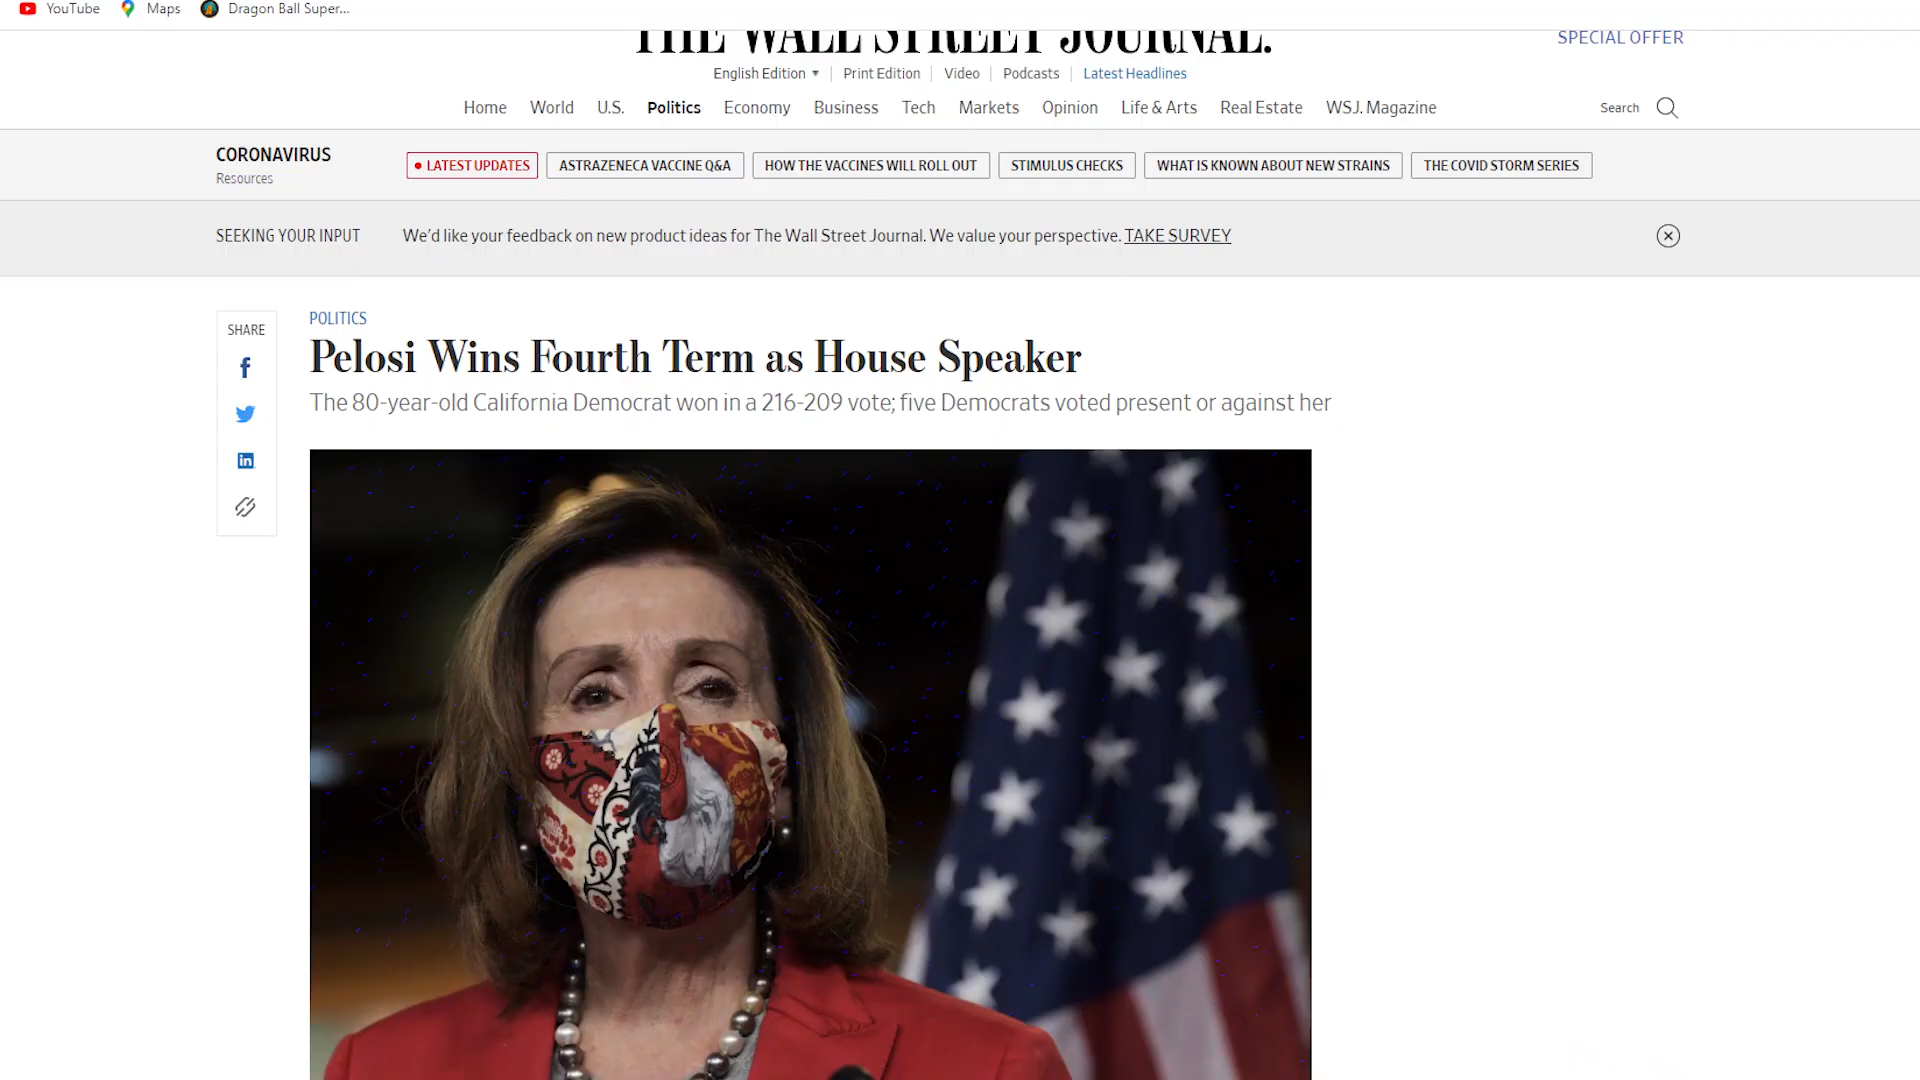 YouTube Maps Dragon Ball Super...
THE WALL STREET JOURNAL.
SPECIAL OFFER
English Edition Print Edition Video Podcasts Latest Headlines
Home World U.S. Politics Economy Business Tech Markets Opinion Life & Arts Real Estate WSJ. Magazine Search
CORONAVIRUS
Resources
LATEST UPDATES ASTRAZENECA VACCINE Q&A HOW THE VACCINES WILL ROLL OUT STIMULUS CHECKS WHAT IS KNOWN ABOUT NEW STRAINS THE COVID STORM SERIES
SEEKING YOUR INPUT We'd like your feedback on new product ideas for The Wall Street Journal. We value your perspective. TAKE SURVEY
SHARE
POLITICS
Pelosi Wins Fourth Term as House Speaker
The 80-year-old California Democrat won in a 216-209 vote; five Democrats voted present or against her